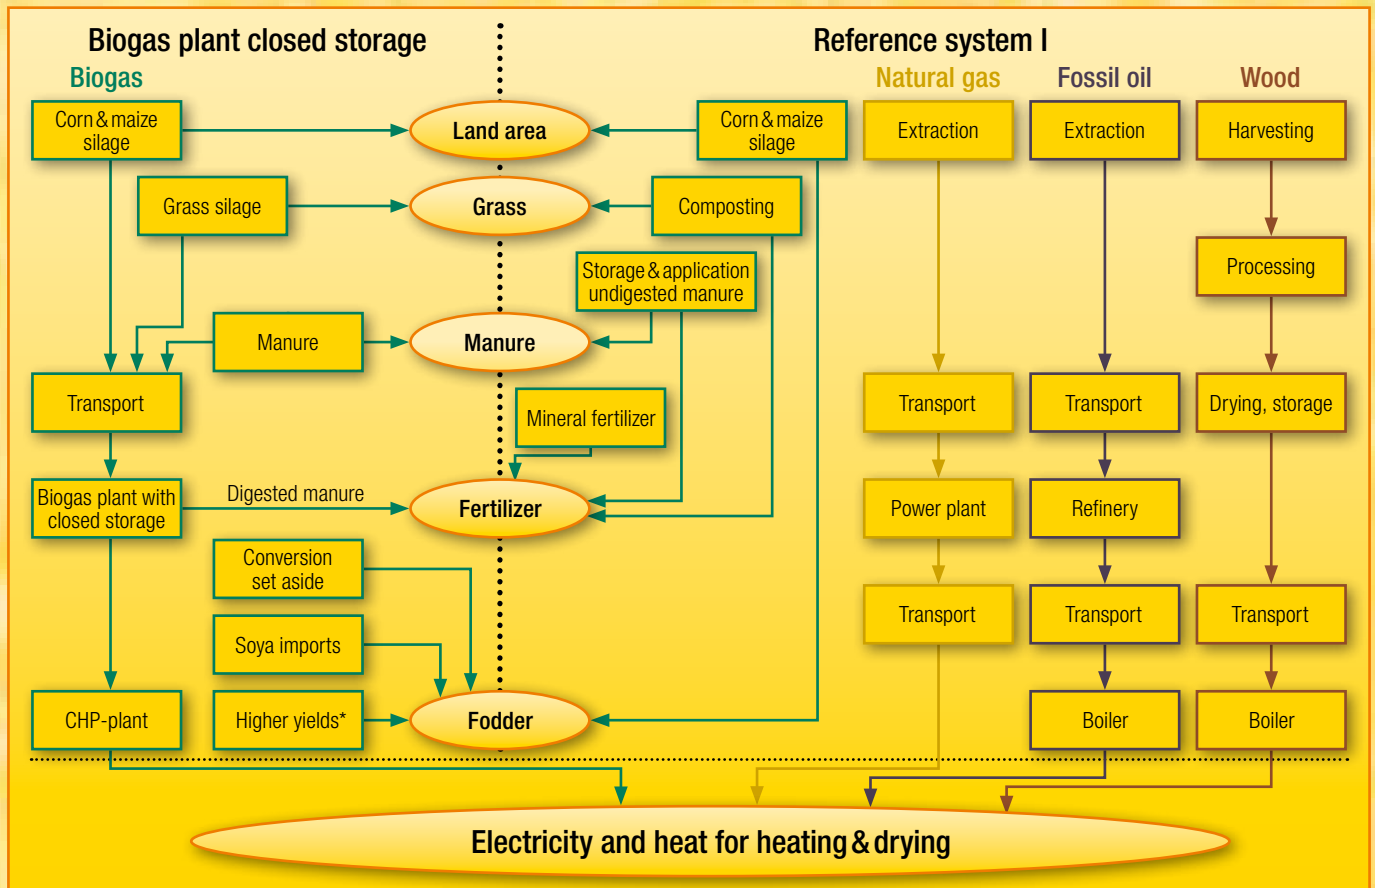 Biogas plant closed storage
Reference system I
Biogas
Natural gas
Fossil oil
Wood
Corn & maize
silage
Land area
Corn & maize
silage
Extraction
Extraction
Harvesting
Grass silage
Grass
Composting
Storage & application
undigested manure
Processing
Manure
Manure
Transport
Mineral fertilizer
Transport
Transport
Drying, storage
Biogas plant with
closed storage
Digested manure
Fertilizer
Power plant
Refinery
Conversion
set aside
Soya imports
Transport
Transport
Transport
CHP-plant
Higher yields*
Fodder
Boiler
Boiler
Electricity and heat for heating & drying